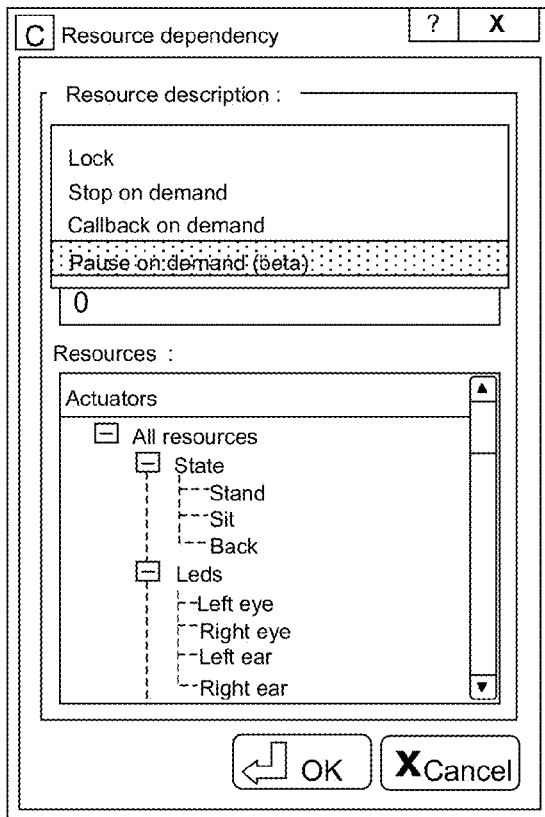 C Resource dependency ? X
Resource description :
Lock
Stop on demand
Callback on demand
Pause on demand (beta)
0
Resources :
Actuators
All resources
State
Stand
Sit
Back
Leds
Left eye
Right eye
Left ear
Right ear
OK X Cancel